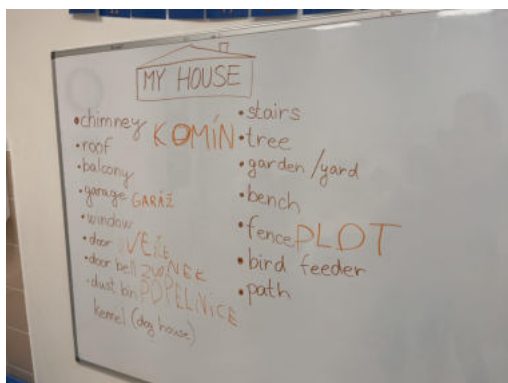 MY HOUSE
•chimney KOMÍN
•roof
•balcony
•garage GARÁŽ
•window
•door DVEŘE
•door bell ZVONEK
•dust bin POPELNICE
kennel (dog house)
•stairs
•tree
•garden/yard
•bench
•fence PLOT
•bird feeder
•path